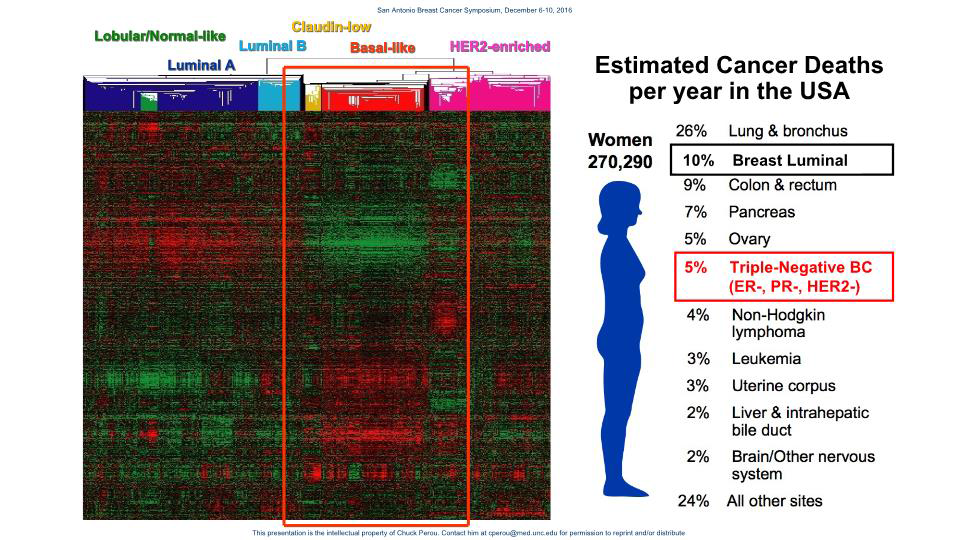 San Antonio Breast Cancer Symposium, December 6-10, 2016
Claudin-low
Lobular/Normal-like
Luminal B
Basal-like
HER2-enriched
Luminal A
Estimated Cancer Deaths
per year in the USA
Women
270,290
26% Lung & bronchus
10% Breast Luminal
9% Colon & rectum
7% Pancreas
5% Ovary
5% Triple-Negative BC
(ER-, PR-, HER2-)
4% Non-Hodgkin
lymphoma
3% Leukemia
3% Uterine corpus
2% Liver & intrahepatic
bile duct
2% Brain/Other nervous
system
24% All other sites
This presentation is the intellectual property of Chuck Perou. Contact him at cperou@med.unc.edu for permission to reprint and/or distribute